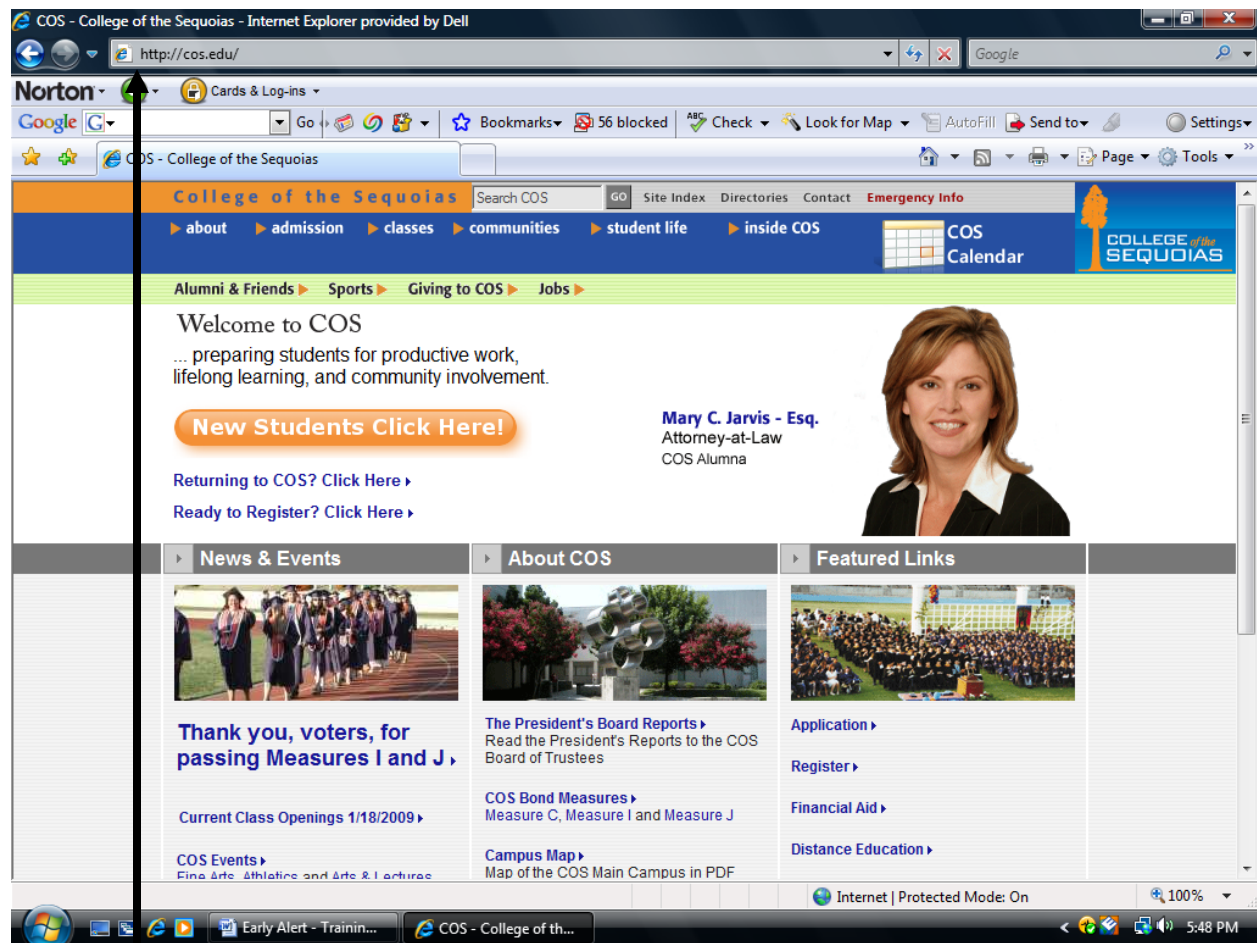 COS - College of the Sequoias - Internet Explorer provided by Dell
http://cos.edu/
Google
Norton
Cards & Log-ins
Google G
Go
Bookmarks
56 blocked
ABC
Check
Look for Map
AutoFill
Send to
Settings
COS - College of the Sequoias
Page
Tools
College of the Sequoias
Search COS
GO
Site Index Directories Contact Emergency Info
about admission classes communities student life inside COS
COS
Calendar
COLLEGE of the
SEQUOIAS
Alumni & Friends Sports Giving to COS Jobs
Welcome to COS
... preparing students for productive work,
lifelong learning, and community involvement.
New Students Click Here!
Mary C. Jarvis - Esq.
Attorney-at-Law
COS Alumna
Returning to COS? Click Here
Ready to Register? Click Here
News & Events
Thank you, voters, for
passing Measures I and J
Current Class Openings 1/18/2009
COS Events
Fine Arts, Athletics and Arts & Lectures
About COS
The President's Board Reports
Read the President's Reports to the COS
Board of Trustees
COS Bond Measures
Measure C, Measure I and Measure J
Campus Map
Map of the COS Main Campus in PDF
Featured Links
Application
Register
Financial Aid
Distance Education
Internet | Protected Mode: On
100%
Early Alert - Trainin...
COS - College of th...
5:48 PM